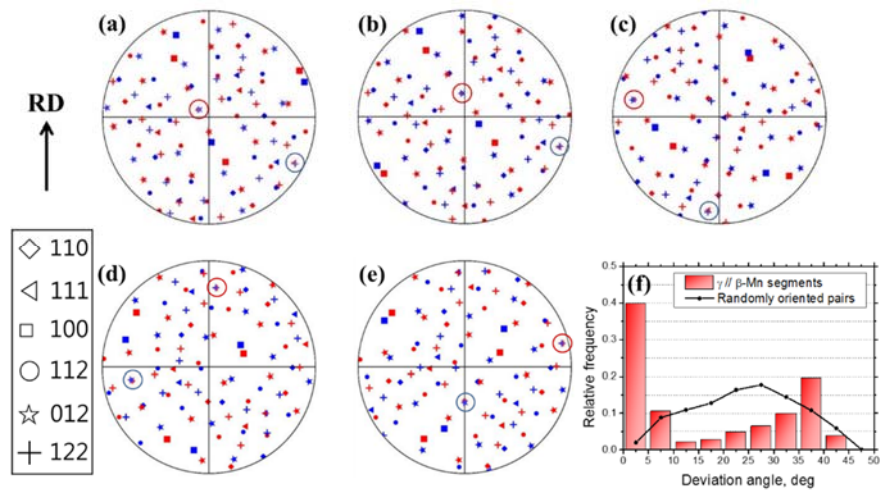 (a)
(b)
(c)
RD
110
111
100
112
012
122
(d)
(e)
(f)
γ // β-Mn segments
Randomly oriented pairs
Relative frequency
0.5
0.4
0.3
0.2
0.1
0.0
0 5 10 15 20 25 30 35 40 45 50
Deviation angle, deg